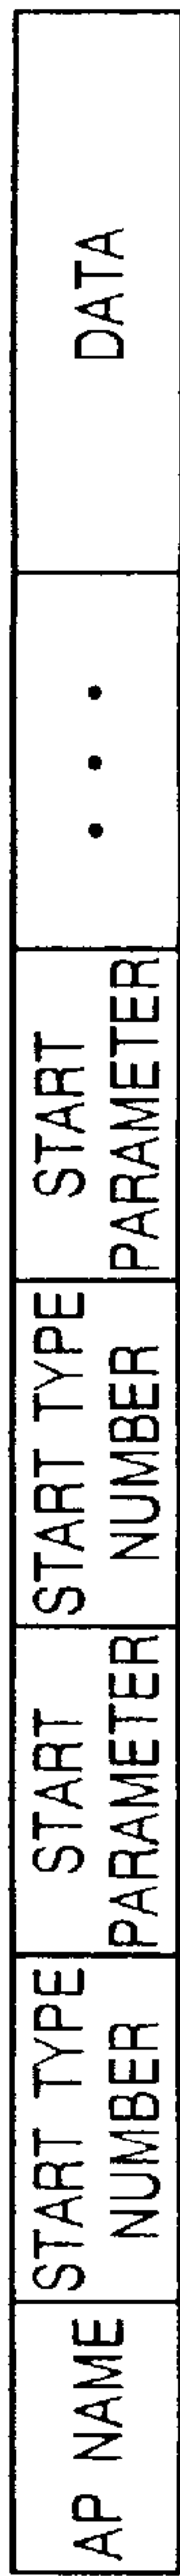 AP NAME
START TYPE
NUMBER
START
PARAMETER
START TYPE
NUMBER
START
PARAMETER
• • •
DATA